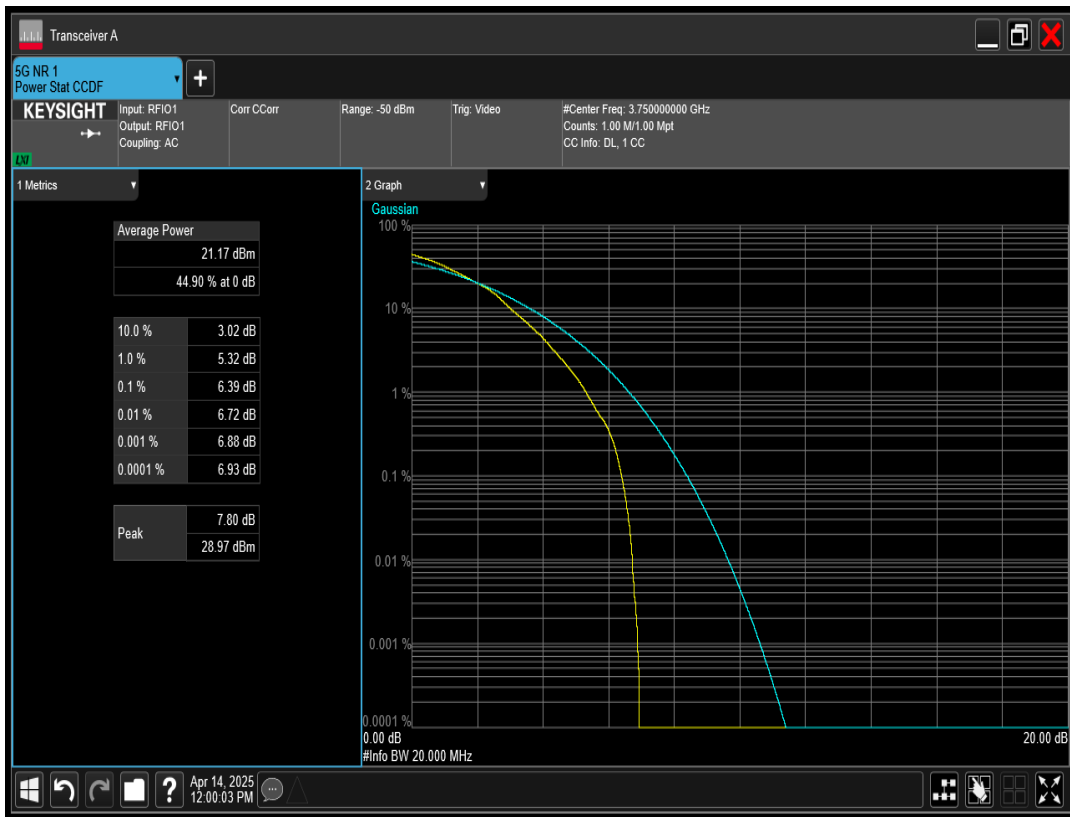 Transceiver A
5G NR 1
Power Stat CCDF
+
KEYSIGHT
LXI
Input: RFIO1
Output: RFIO1
Coupling: AC
Corr CCorr
Range: -50 dBm
Trig: Video
#Center Freq: 3.750000000 GHz
Counts: 1.00 M/1.00 Mpt
CC Info: DL, 1 CC
1 Metrics
Average Power
21.17 dBm
44.90 % at 0 dB
10.0 % 3.02 dB
1.0 % 5.32 dB
0.1 % 6.39 dB
0.01 % 6.72 dB
0.001 % 6.88 dB
0.0001 % 6.93 dB
Peak 7.80 dB
28.97 dBm
2 Graph
Gaussian
100 %
10 %
1 %
0.1 %
0.01 %
0.001 %
0.0001 %
0.00 dB 20.00 dB
#Info BW 20.000 MHz
?
Apr 14, 2025
12:00:03 PM